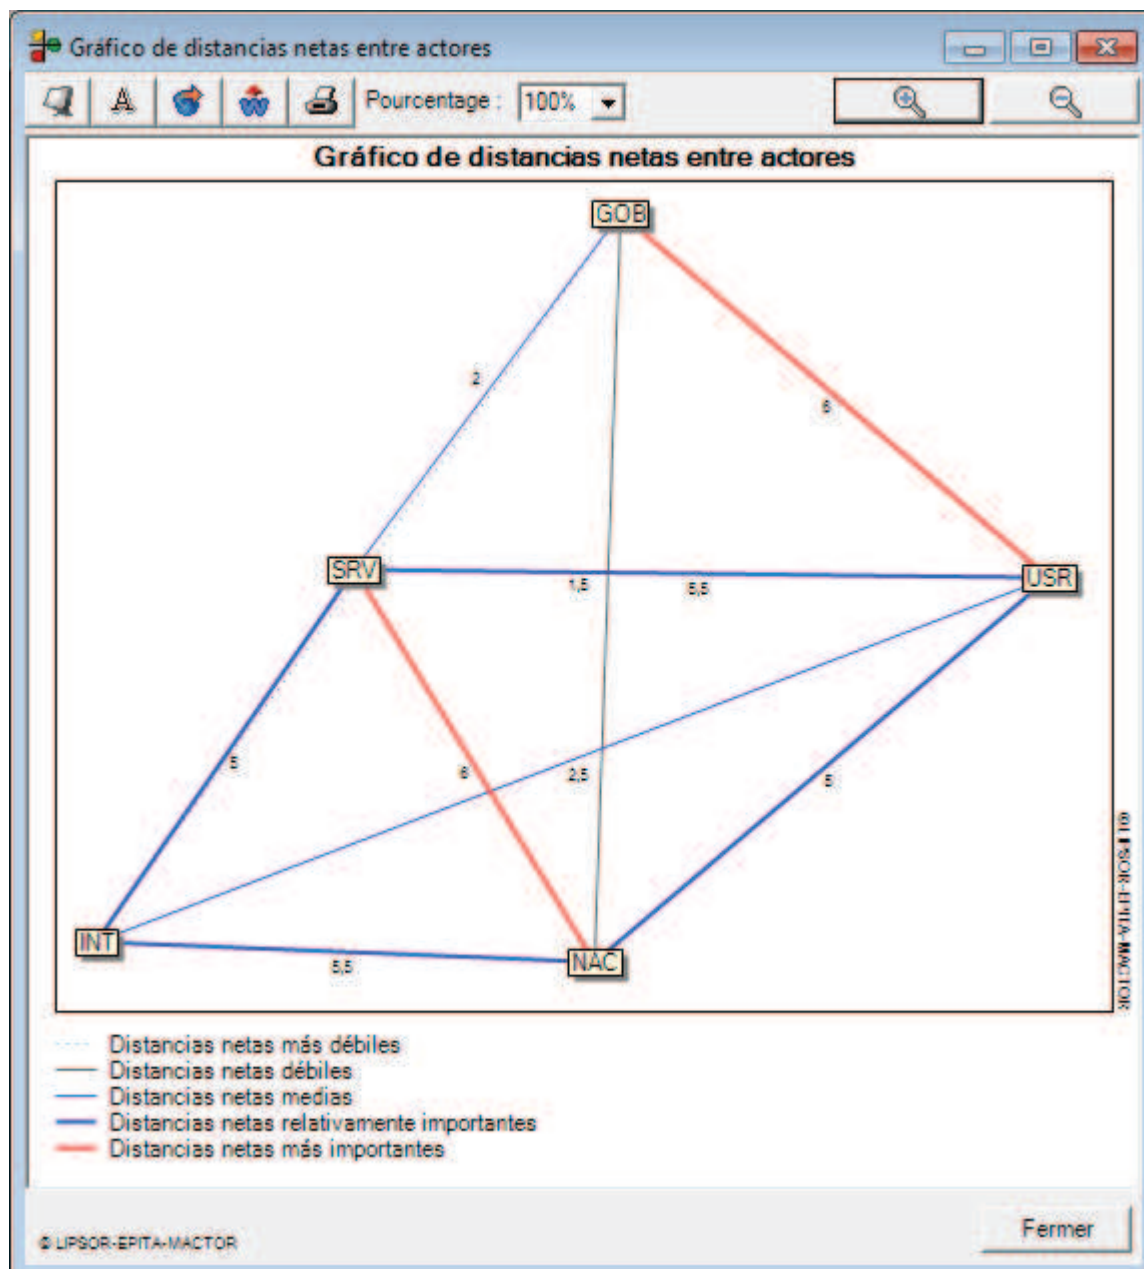 Gráfico de distancias netas entre actores
A
Pourcentage : 100%
Gráfico de distancias netas entre actores
GOB
2
6
SRV
USR
1,5
5,5
5
6
2,5
5
INT
NAC
5,5
©LIPSOR-EPITA-MACTOR
Distancias netas más débiles
Distancias netas débiles
Distancias netas medias
Distancias netas relativamente importantes
Distancias netas más importantes
© LIPSOR-EPITA-MACTOR
Fermer